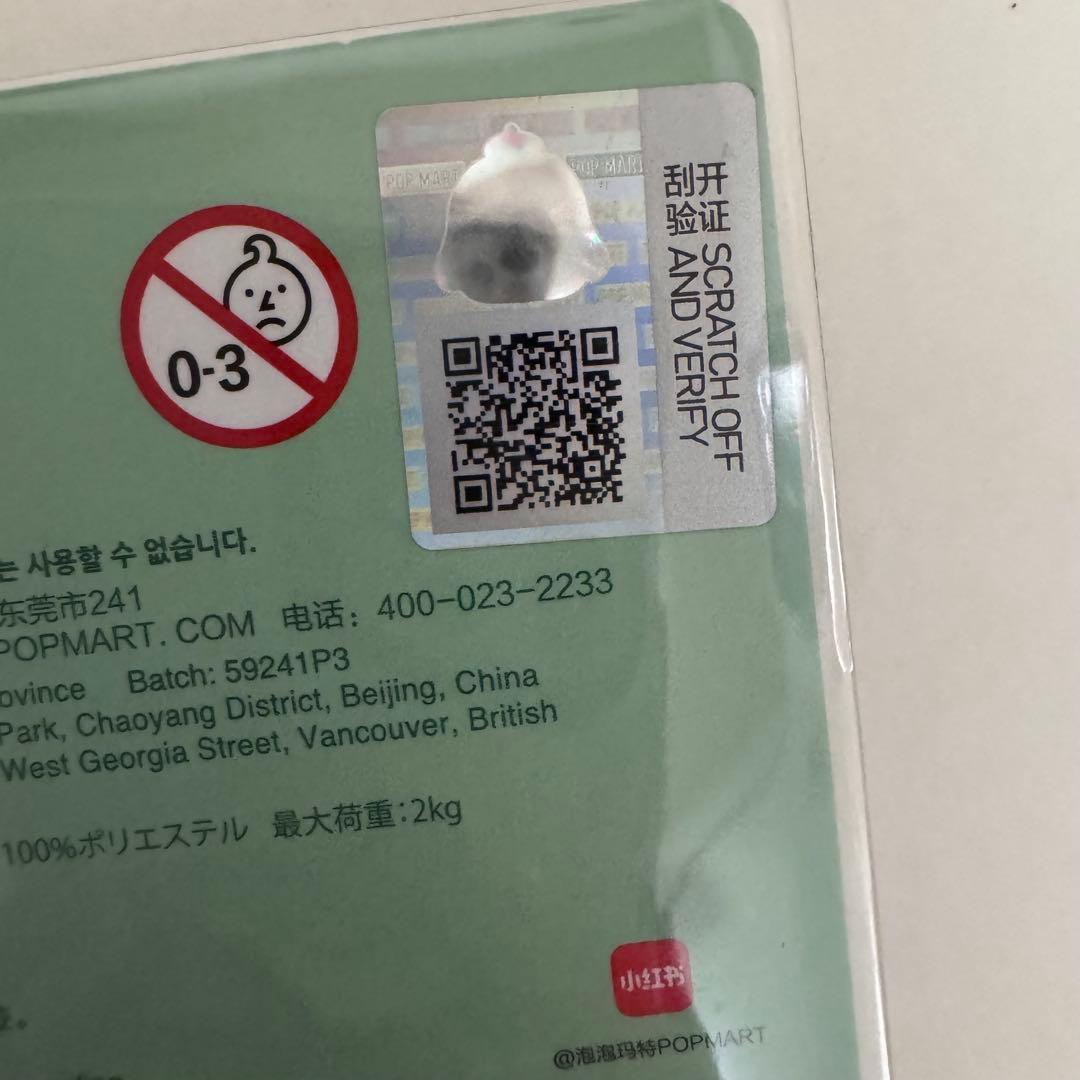 POP MART
POP MART
开 证 SCRATCH OFF
刮 验 AND VERIFY
0-3
는 사용할 수 없습니다.
东莞市241
POPMART. COM 电话：400-023-2233
ovince Batch: 59241P3
Park, Chaoyang District, Beijing, China
West Georgia Street, Vancouver, British
100%ポリエステル 最大荷重：2kg
小红书
@泡泡玛特POPMART